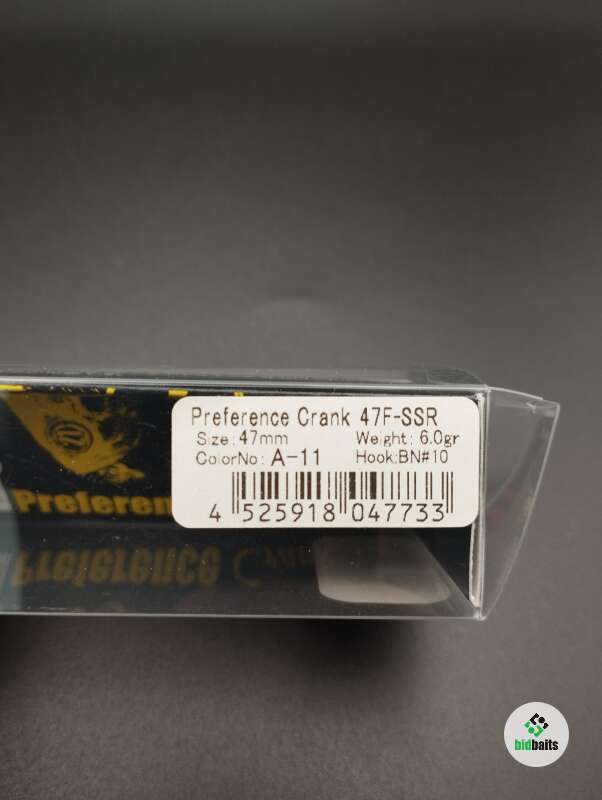 Preference Crank 47F-SSR
Size: 47mm Weight: 6.0gr
ColorNo: A-11 Hook:BN#10
4 525918 047733
Preferen
bidbaits